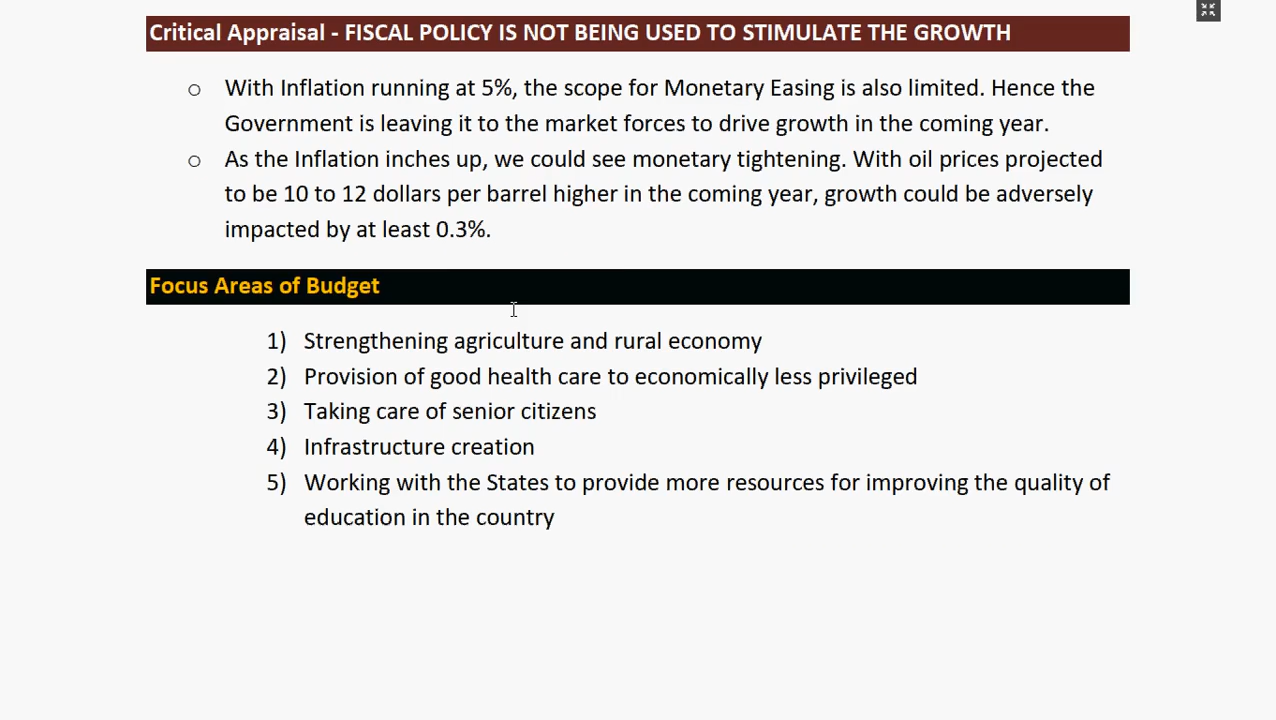 Critical Appraisal - FISCAL POLICY IS NOT BEING USED TO STIMULATE THE GROWTH
o With Inflation running at 5%, the scope for Monetary Easing is also limited. Hence the
Government is leaving it to the market forces to drive growth in the coming year.
o As the Inflation inches up, we could see monetary tightening. With oil prices projected
to be 10 to 12 dollars per barrel higher in the coming year, growth could be adversely
impacted by at least 0.3%.
Focus Areas of Budget
1) Strengthening agriculture and rural economy
2) Provision of good health care to economically less privileged
3) Taking care of senior citizens
4) Infrastructure creation
5) Working with the States to provide more resources for improving the quality of
education in the country